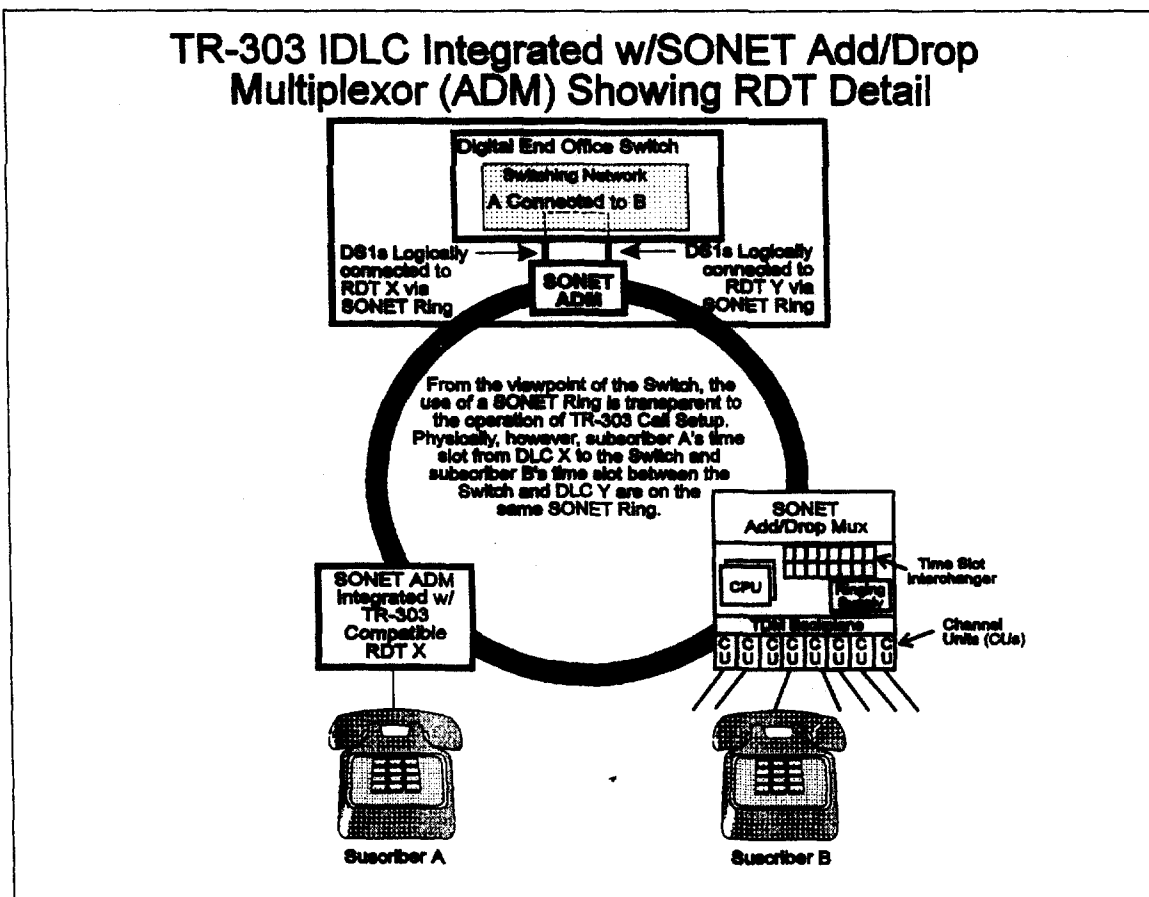 TR-303 IDLC Integrated w/SONET Add/Drop
Multiplexor (ADM) Showing RDT Detail
Digital End Office Switch
Switching Network
A Connected to B
DS1s Logically
connected to
RDT X via
SONET Ring
DS1s Logically
connected to
RDT Y via
SONET Ring
SONET
ADM
From the viewpoint of the Switch, the
use of a SONET Ring is transparent to
the operation of TR-303 Call Setup.
Physically, however, subscriber A's time
slot from DLC X to the Switch and
subscriber B's time slot between the
Switch and DLC Y are on the
same SONET Ring.
SONET
Add/Drop Mux
Time Slot
Interchanger
CPU
Ringing
Supply
TDM Backplane
CU CU CU CU CU CU CU CU
Channel
Units (CUs)
SONET ADM
Integrated w/
TR-303
Compatible
RDT X
Suscriber A
Suscriber B